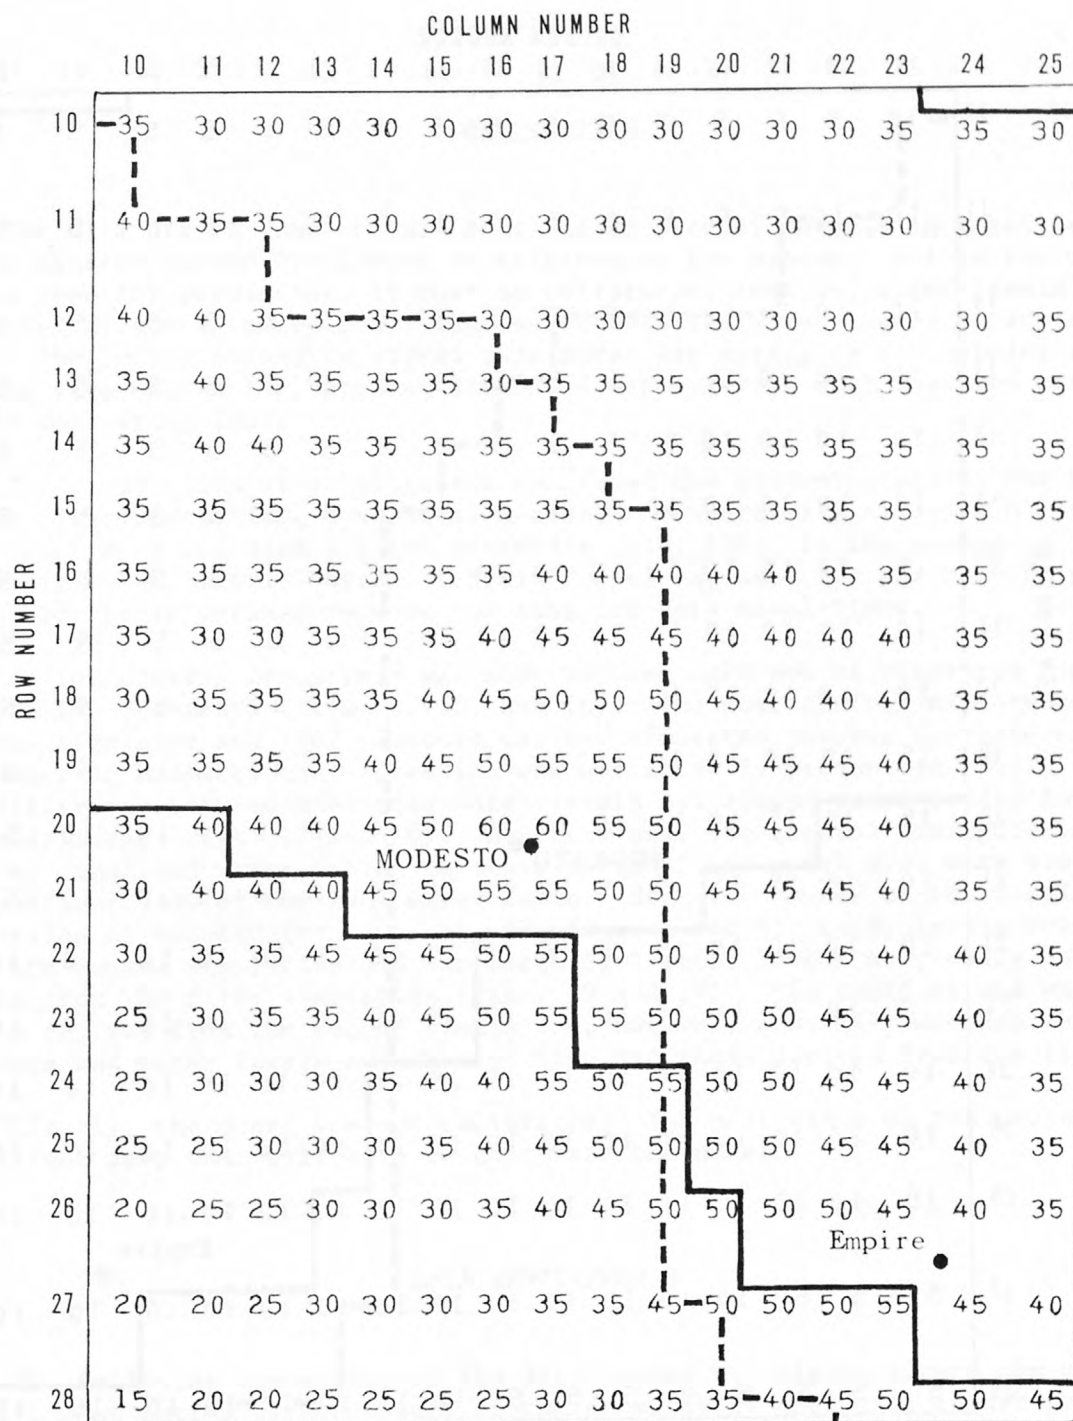 COLUMN NUMBER
10 11 12 13 14 15 16 17 18 19 20 21 22 23 24 25
10 35 30 30 30 30 30 30 30 30 30 30 30 30 35 35 30
11 40 35 35 30 30 30 30 30 30 30 30 30 30 30 30 30
12 40 40 35 35 35 35 30 30 30 30 30 30 30 30 30 35
13 35 40 35 35 35 35 30 35 35 35 35 35 35 35 35 35
14 35 40 40 35 35 35 35 35 35 35 35 35 35 35 35 35
15 35 35 35 35 35 35 35 35 35 35 35 35 35 35 35 35
ROW NUMBER
16 35 35 35 35 35 35 35 40 40 40 40 40 35 35 35 35
17 35 30 30 35 35 35 40 45 45 45 40 40 40 40 35 35
18 30 35 35 35 35 40 45 50 50 50 45 40 40 40 35 35
19 35 35 35 35 40 45 50 55 55 50 45 45 45 40 35 35
20 35 40 40 40 45 50 60 60 55 50 45 45 45 40 35 35
MODESTO
21 30 40 40 40 45 50 55 55 50 50 45 45 45 40 35 35
22 30 35 35 45 45 50 55 55 50 50 50 45 45 40 40 35
23 25 30 35 35 40 45 50 55 50 50 50 50 45 45 40 35
24 25 30 30 30 35 40 40 55 50 55 50 50 45 45 40 35
25 25 25 30 30 30 35 40 45 50 50 50 50 45 45 40 35
26 20 25 25 30 30 30 35 40 45 50 50 50 50 45 40 35
Empire
27 20 20 25 30 30 30 30 35 35 45 50 50 50 55 45 40
28 15 20 20 25 25 25 30 30 35 35 35 40 45 50 50 45